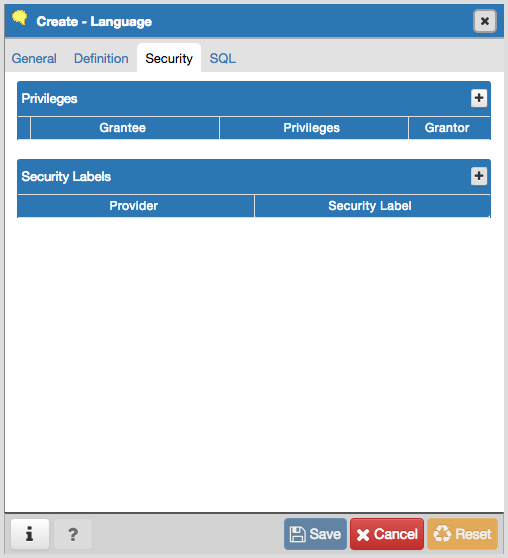 Create - Language
General Definition Security SQL
Privileges
Grantee Privileges Grantor
Security Labels
Provider Security Label
i ? Save Cancel Reset